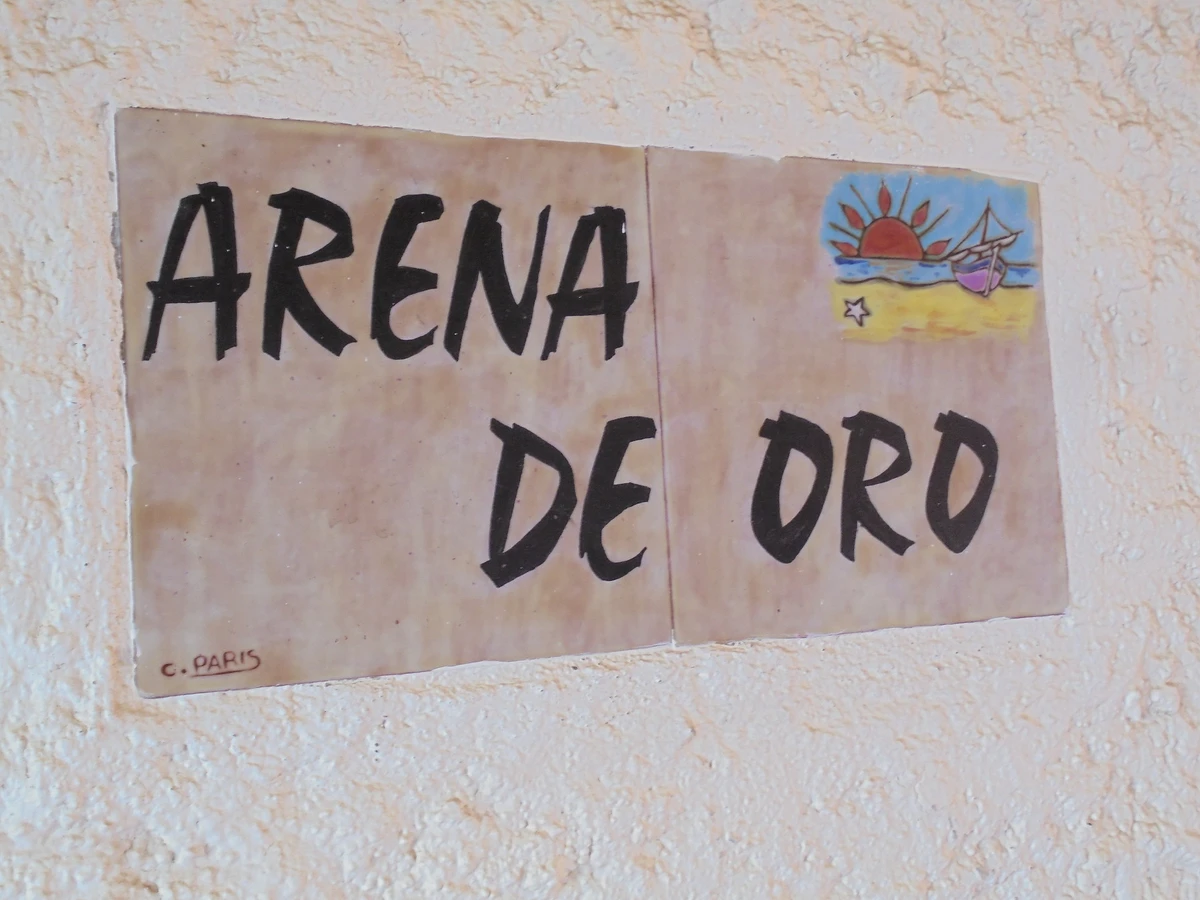 ARENA
DE ORO
C. PARIS